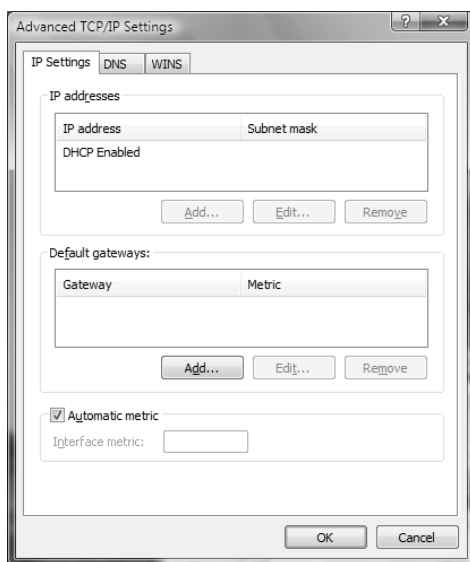 Advanced TCP/IP Settings
IP Settings DNS WINS
IP addresses
IP address Subnet mask
DHCP Enabled
Add... Edit... Remove
Default gateways:
Gateway Metric
Add... Edit... Remove
Automatic metric
Interface metric:
OK Cancel